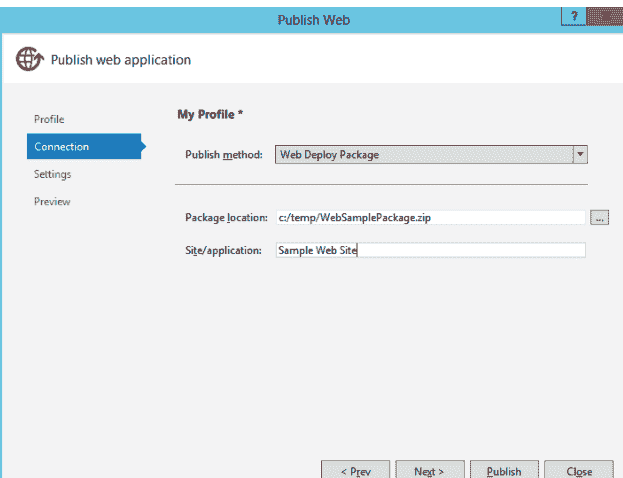 Publish Web
?
Publish web application
Profile
Connection
Settings
Preview
My Profile *
Publish method: Web Deploy Package
Package location: c:/temp/WebSamplePackage.zip ...
Site/application: Sample Web Site
< Prev Next > Publish Close